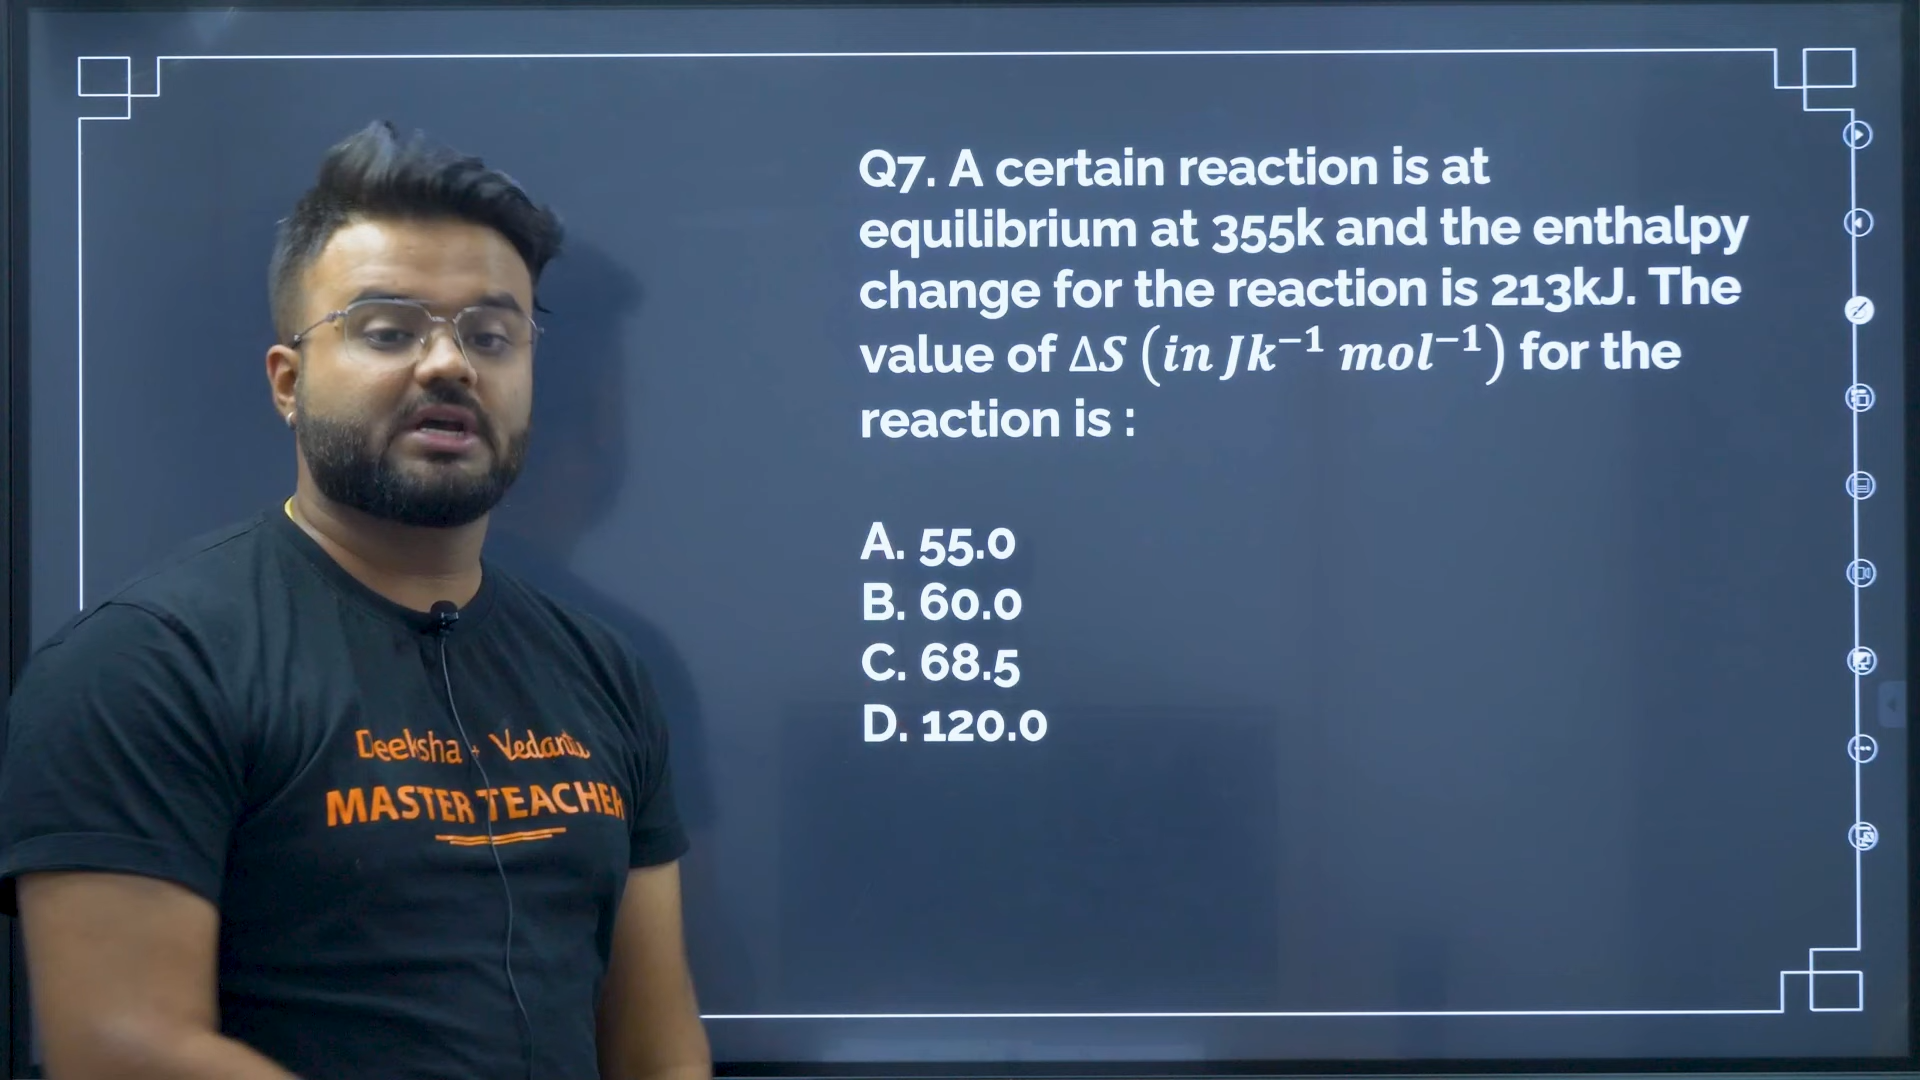 Q7. A certain reaction is at
equilibrium at 355k and the enthalpy
change for the reaction is 213kJ. The
value of ΔS (in Jk⁻¹ mol⁻¹) for the
reaction is :
A. 55.0
B. 60.0
C. 68.5
D. 120.0
Deeksha + Vedantu
MASTER TEACHER